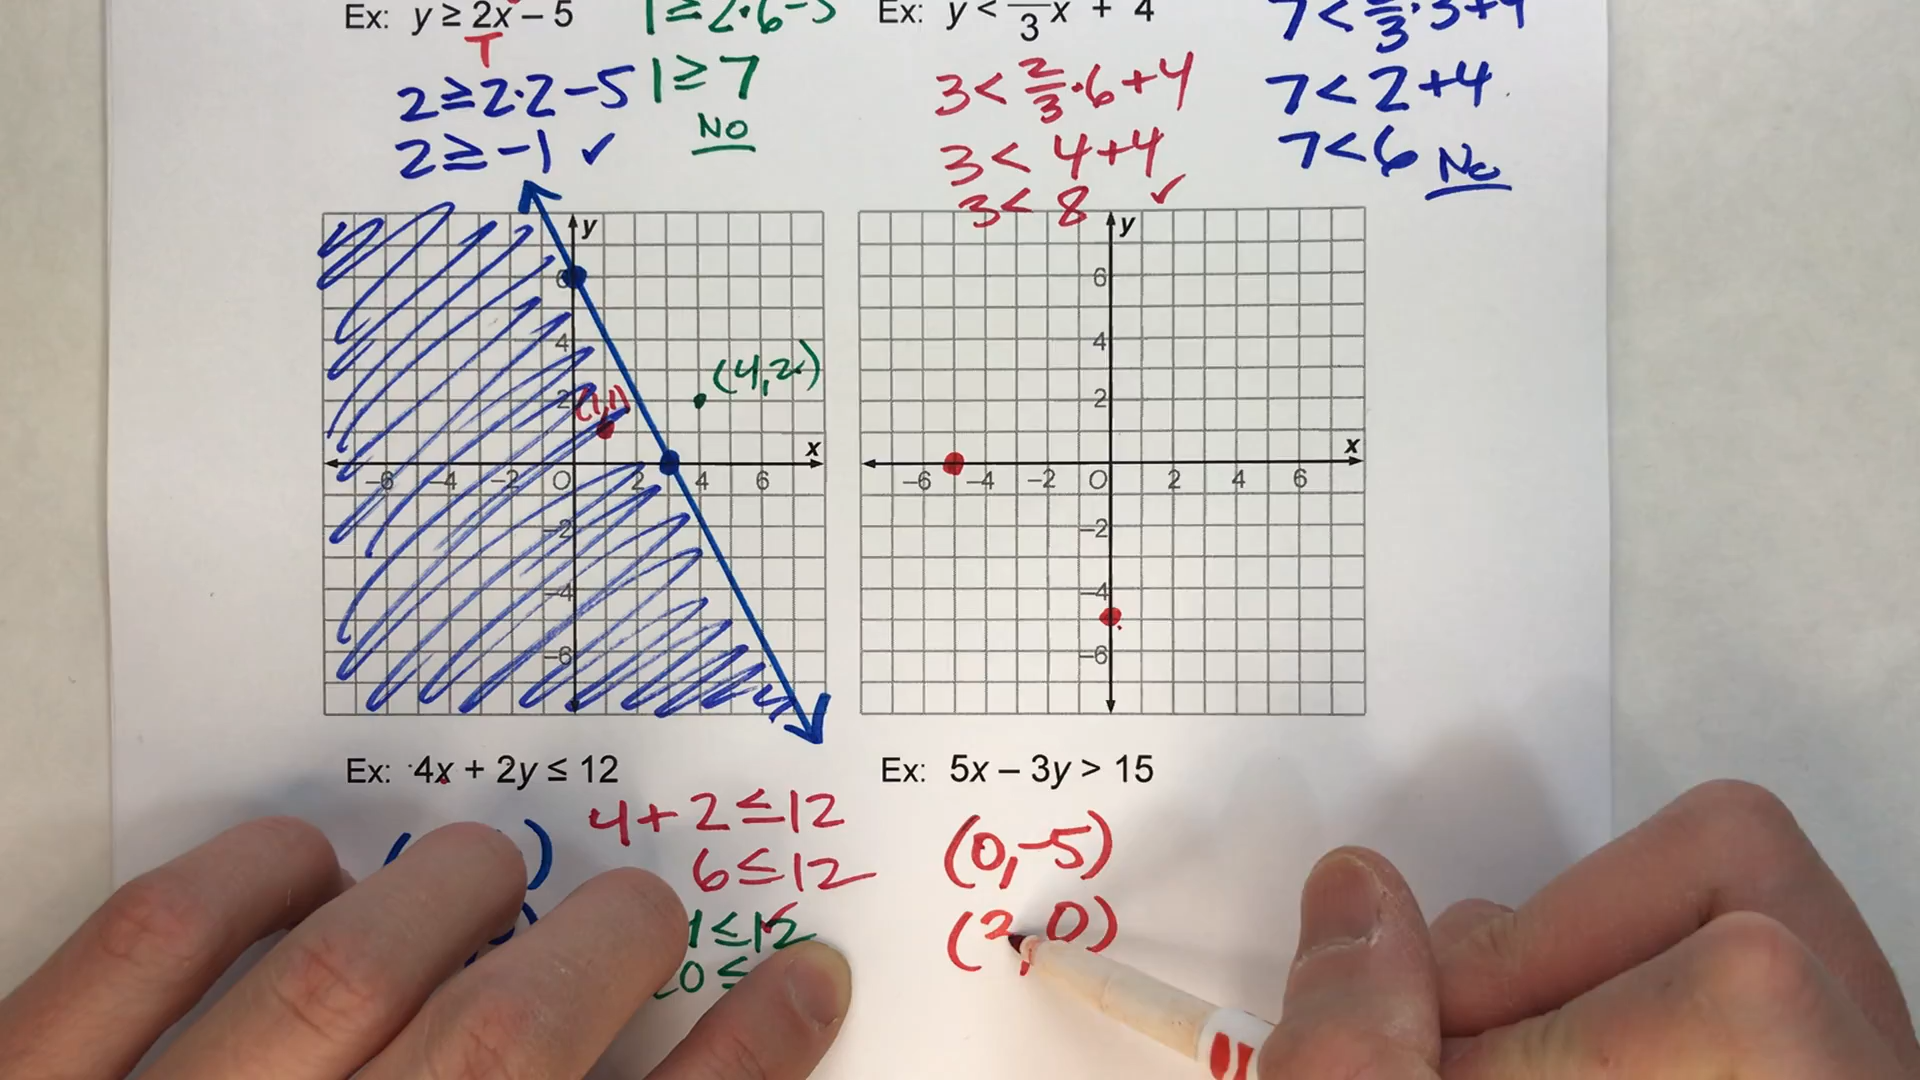 Ex: y ≥ 2x – 5
1 ≥ 2·6–5
T
2 ≥ 2·2 – 5
1 ≥ 7
2 ≥ -1 ✓
No
Ex: y < 3 x + 4
7 < 3 · 3 + 4
3 < 2/3 · 6 + 4
7 < 2 + 4
3 < 4 + 4
7 < 6 No
3 < 8 ✓
y
6
4
2
(4,2)
(1,1)
x
–6 –4 –2 O 2 4 6
–2
–4
–6
y
6
4
2
x
–6 –4 –2 O 2 4 6
–2
–4
–6
Ex: 4x + 2y ≤ 12
4 + 2 ≤ 12
6 ≤ 12
≤ 12
0 ≤
Ex: 5x – 3y > 15
(0,-5)
( , 0)